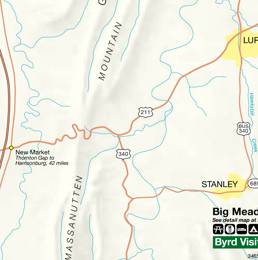 G
MOUNTAIN
LUR
211
BUS
340
340
New Market
Thornton Gap to
Harrisonburg, 42 miles
MASSANUTTEN
STANLEY
689
Big Mead
See detail map at
Byrd Visit